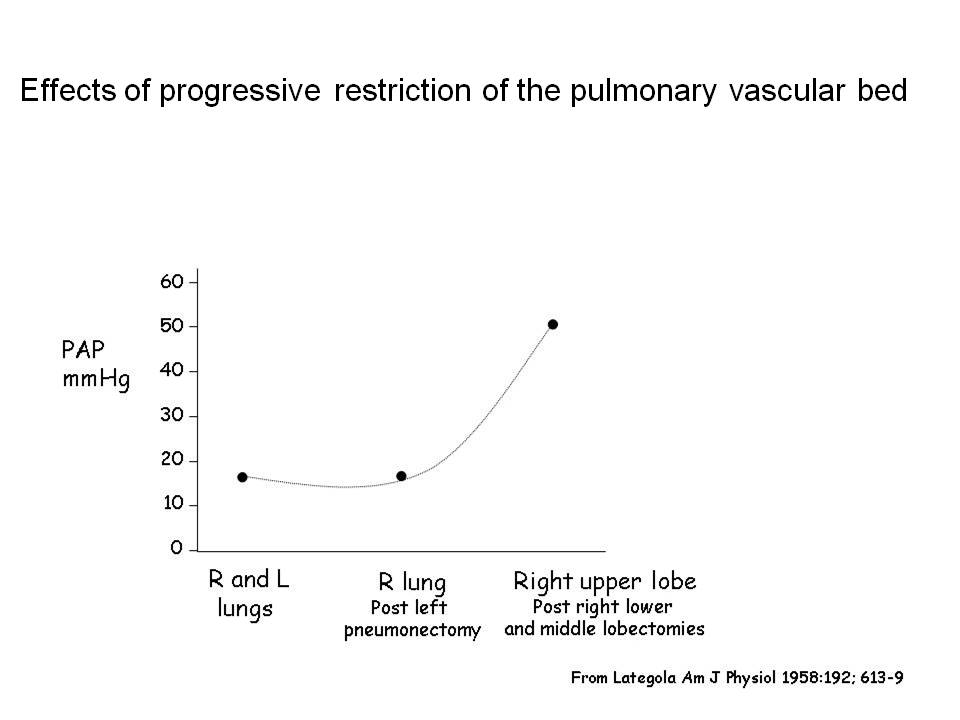 Effects of progressive restriction of the pulmonary vascular bed
60
50
PAP
mmHg
40
30
20
10
0
R and L
lungs
R lung
Post left
pneumonectomy
Right upper lobe
Post right lower
and middle lobectomies
From Lategola Am J Physiol 1958:192; 613-9